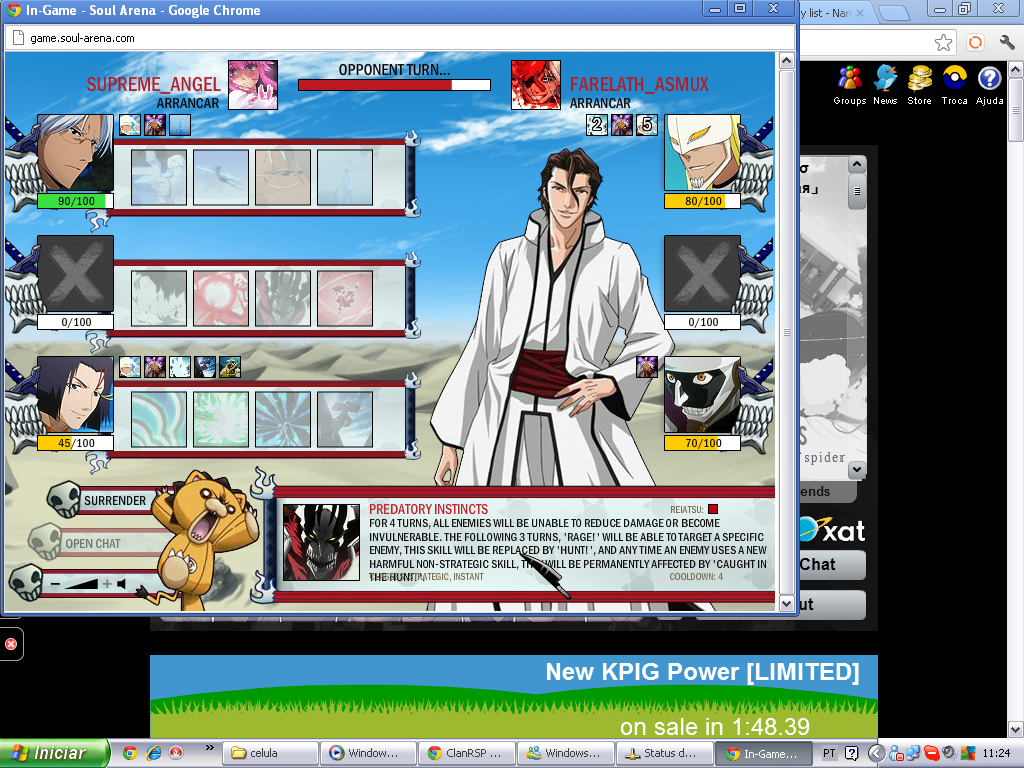 In-Game - Soul Arena - Google Chrome
game.soul-arena.com
SUPREME_ANGEL
ARRANCAR
OPPONENT TURN...
FARELATH_ASMUX
ARRANCAR
2
5
90/100
80/100
0/100
0/100
45/100
70/100
SURRENDER
OPEN CHAT
PREDATORY INSTINCTS
REIATSU:
FOR 4 TURNS, ALL ENEMIES WILL BE UNABLE TO REDUCE DAMAGE OR BECOME
INVULNERABLE. THE FOLLOWING 3 TURNS, 'RAGE!' WILL BE ABLE TO TARGET A SPECIFIC
ENEMY, THIS SKILL WILL BE REPLACED BY 'HUNT!', AND ANY TIME AN ENEMY USES A NEW
HARMFUL NON-STRATEGIC SKILL, WILL BE PERMANENTLY AFFECTED BY 'CAUGHT IN
THE HUNT'.
STRATEGIC, INSTANT
COOLDOWN: 4
y list - Nar
Groups
News
Store
Troca
Ajuda
spider
ends
xat
Chat
ut
New KPIG Power [LIMITED]
on sale in 1:48.39
Iniciar
»
celula
Window...
ClanRSP ...
Windows...
Status d...
In-Game...
PT
11:24